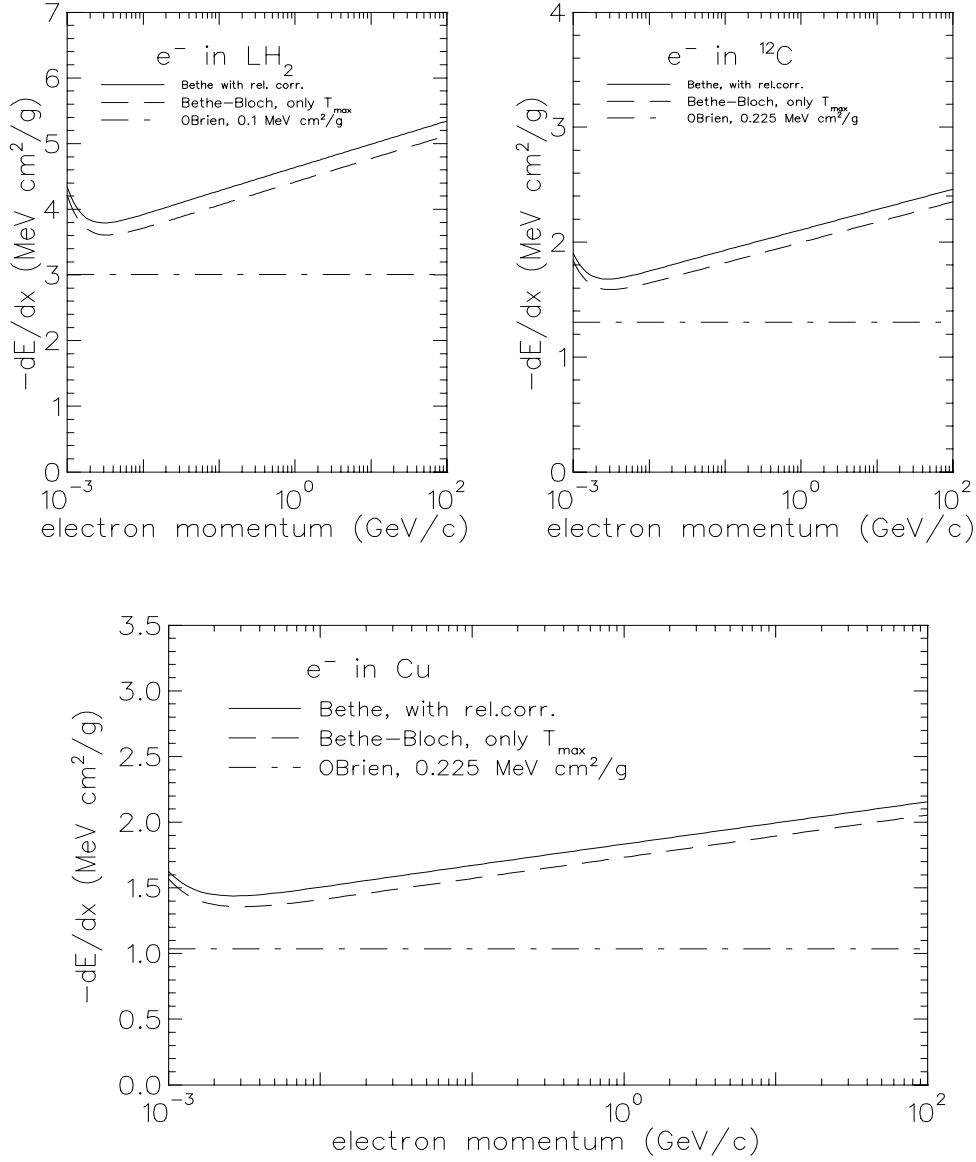 e⁻ in LH₂
Bethe with rel. corr.
Bethe–Bloch, only Tmax
OBrien, 0.1 MeV cm²/g
7
6
5
4
3
2
1
0
-dE/dx (MeV cm²/g)
10⁻³ 10⁰ 10²
electron momentum (GeV/c)
e⁻ in ¹²C
Bethe, with rel.corr.
Bethe–Bloch, only Tmax
OBrien, 0.225 MeV cm²/g
4
3
2
1
0
-dE/dx (MeV cm²/g)
10⁻³ 10⁰ 10²
electron momentum (GeV/c)
e⁻ in Cu
Bethe, with rel.corr.
Bethe–Bloch, only Tmax
OBrien, 0.225 MeV cm²/g
3.5
3.0
2.5
2.0
1.5
1.0
0.5
0.0
-dE/dx (MeV cm²/g)
10⁻³ 10⁰ 10²
electron momentum (GeV/c)